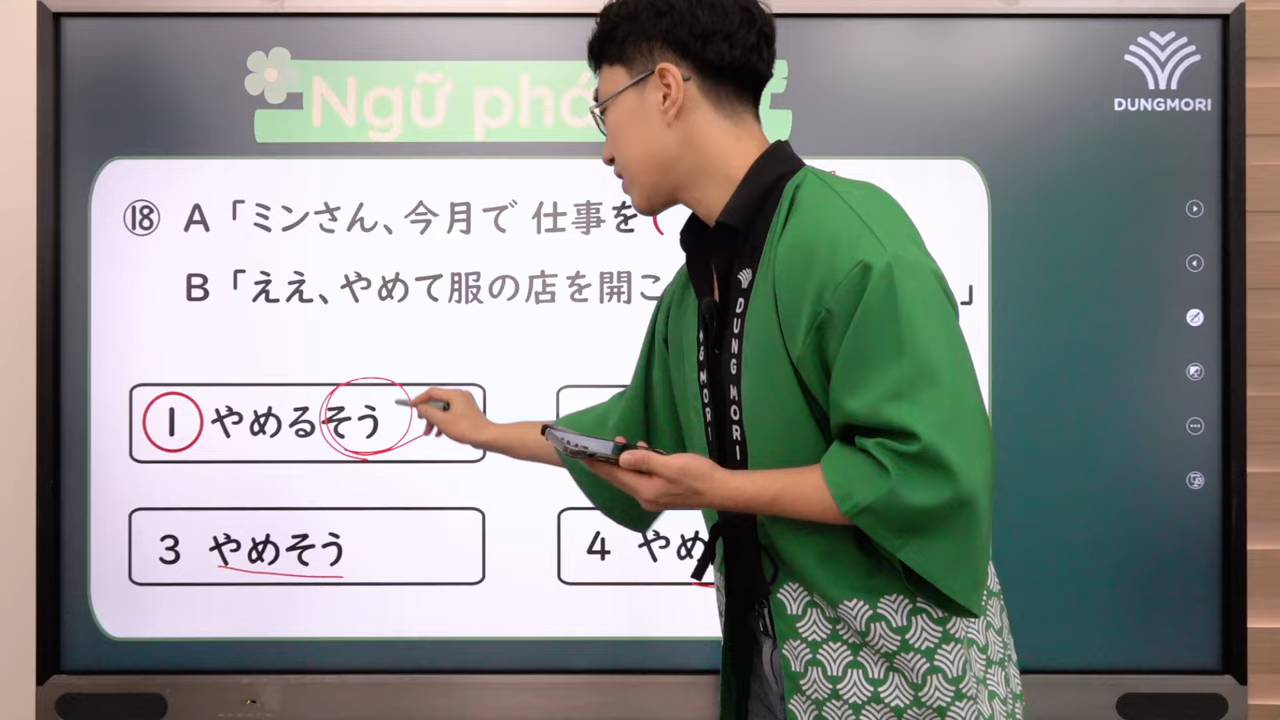 Ngữ
DUNGMORI
⑱ A「ミンさん、今月で 仕事を (
B「ええ、やめて服の店を開こ 」
1 やめるそう
3 やめそう
4 やめ
DUNG MORI